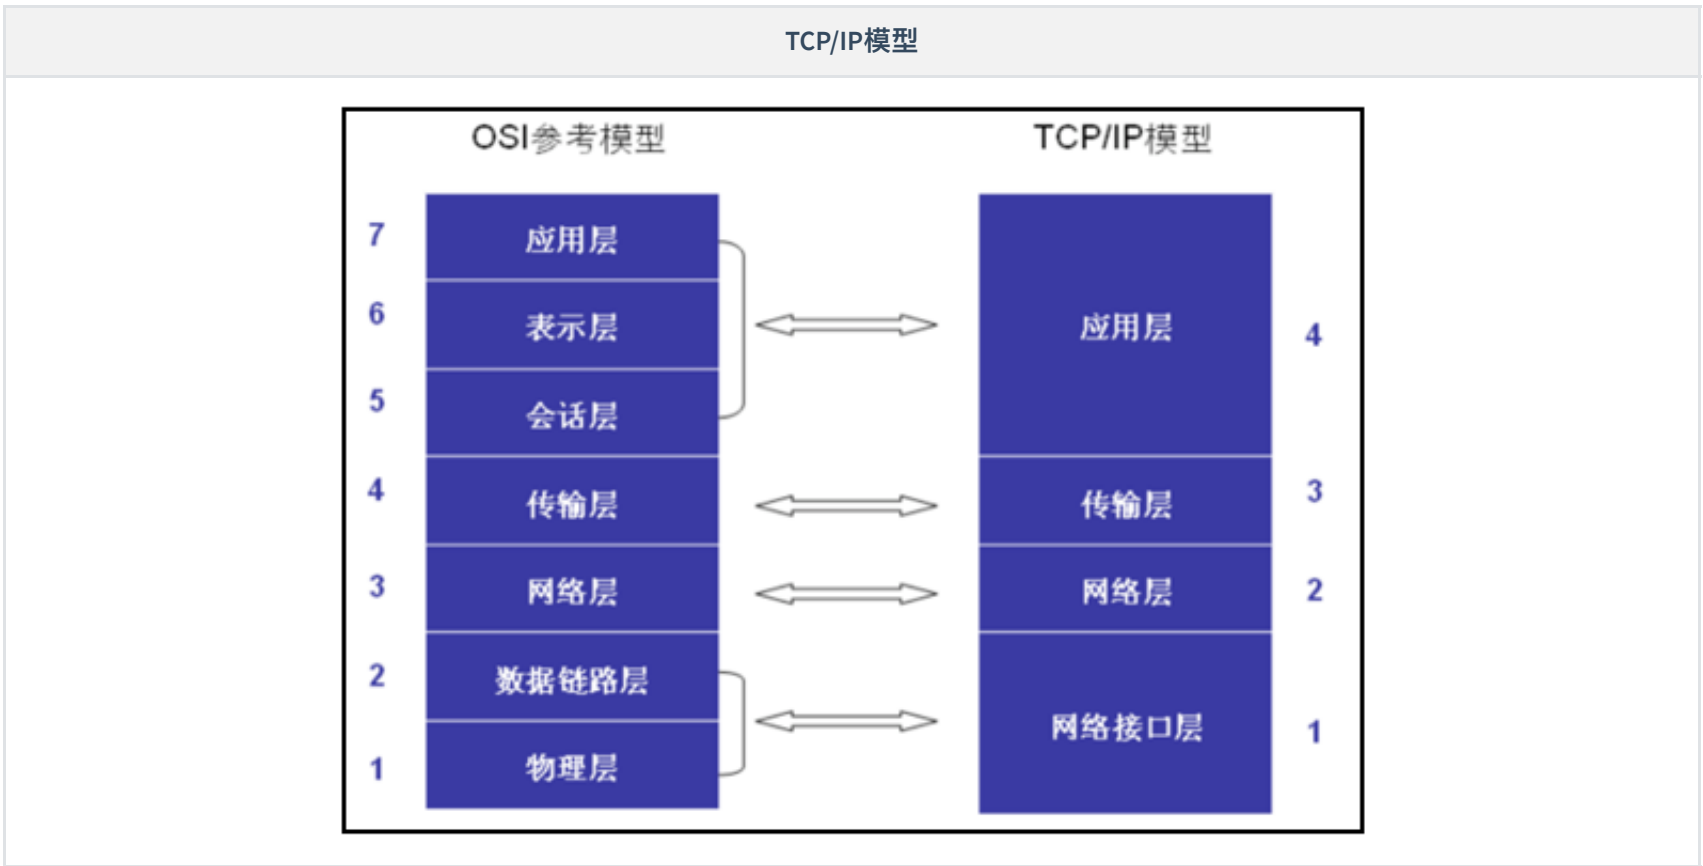 TCP/IP模型
OSI参考模型
TCP/IP模型
7
应用层
6
表示层
5
会话层
4
传输层
3
网络层
2
数据链路层
1
物理层
应用层
4
传输层
3
网络层
2
网络接口层
1